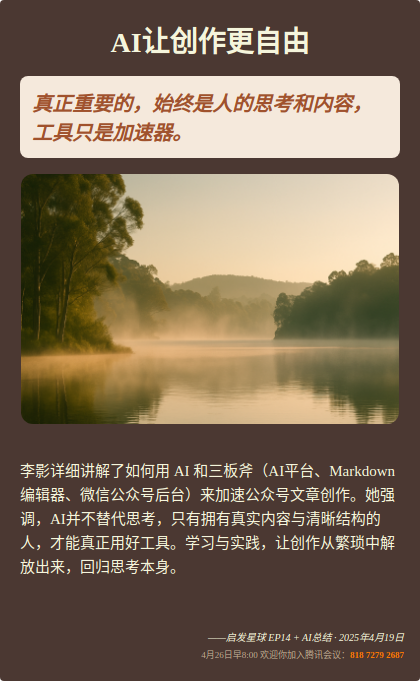 AI让创作更自由
真正重要的，始终是人的思考和内容，
工具只是加速器。
李影详细讲解了如何用 AI 和三板斧（AI平台、Markdown
编辑器、微信公众号后台）来加速公众号文章创作。她强
调，AI并不替代思考，只有拥有真实内容与清晰结构的
人，才能真正用好工具。学习与实践，让创作从繁琐中解
放出来，回归思考本身。
——启发星球 EP14 + AI总结 · 2025年4月19日
4月26日早8:00 欢迎你加入腾讯会议：818 7279 2687